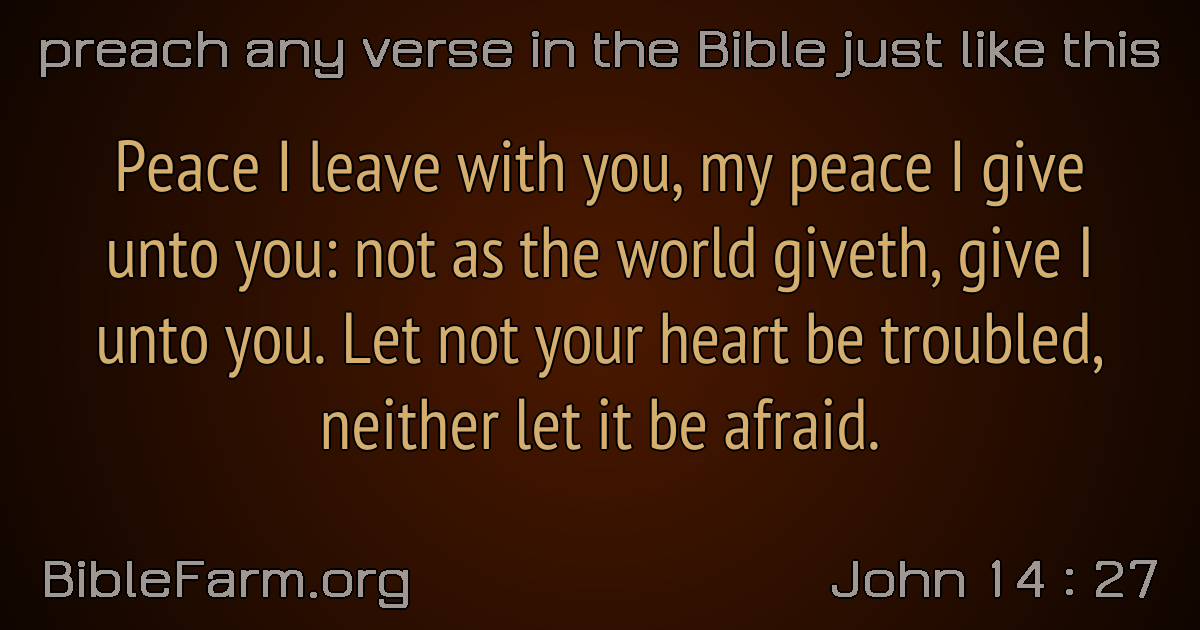 preach any verse in the Bible just like this
Peace I leave with you, my peace I give
unto you: not as the world giveth, give I
unto you. Let not your heart be troubled,
neither let it be afraid.
BibleFarm.org
John 14 : 27